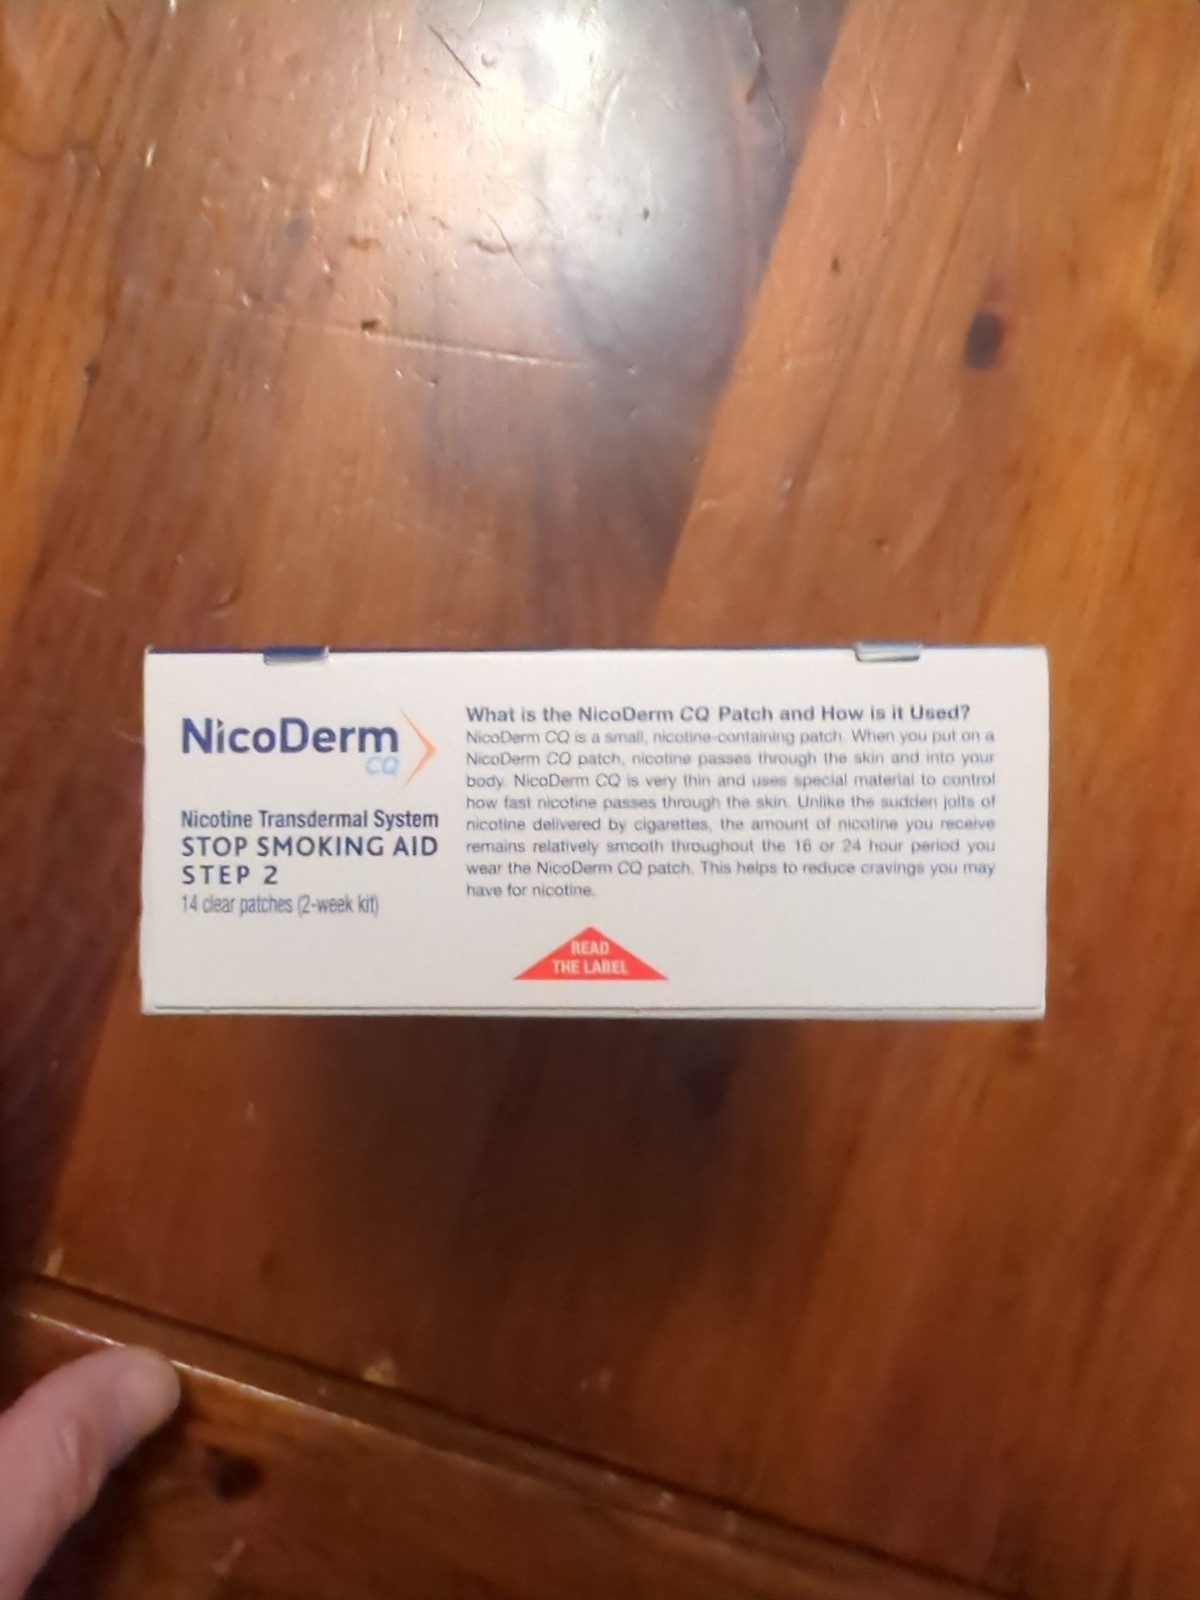 NicoDerm
CQ
Nicotine Transdermal System
STOP SMOKING AID
STEP 2
14 clear patches (2-week kit)
What is the NicoDerm CQ Patch and How is it Used?
NicoDerm CQ is a small, nicotine-containing patch. When you put on a
NicoDerm CQ patch, nicotine passes through the skin and into your
body. NicoDerm CQ is very thin and uses special material to control
how fast nicotine passes through the skin. Unlike the sudden jolts of
nicotine delivered by cigarettes, the amount of nicotine you receive
remains relatively smooth throughout the 16 or 24 hour period you
wear the NicoDerm CQ patch. This helps to reduce cravings you may
have for nicotine.
READ
THE LABEL